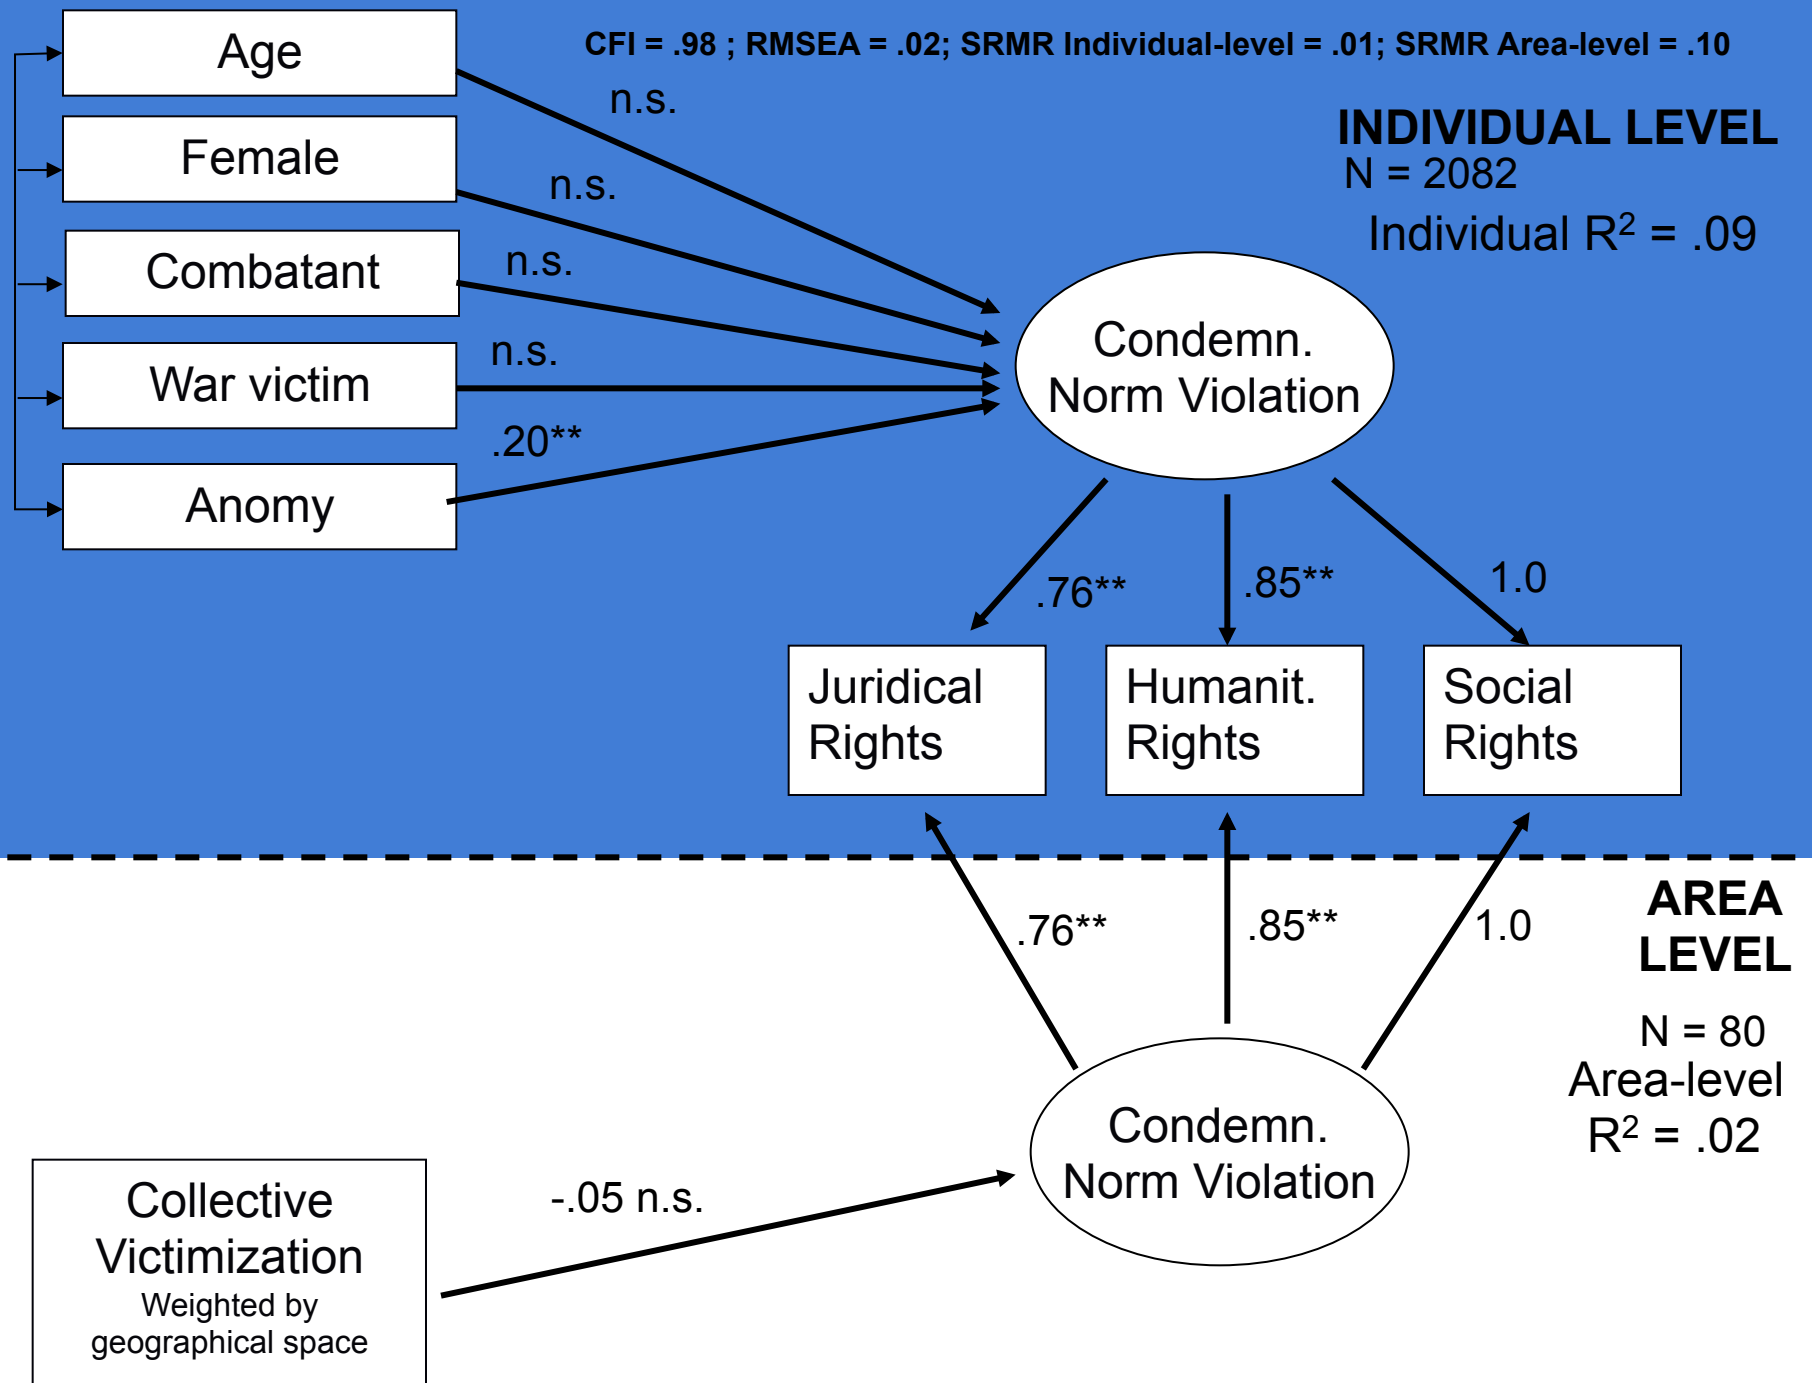 CFI = .98 ; RMSEA = .02; SRMR Individual-level = .01; SRMR Area-level = .10
INDIVIDUAL LEVEL
N = 2082
Individual R² = .09
Age
n.s.
Female
n.s.
Combatant
n.s.
War victim
n.s.
Anomy
.20**
Condemn.
Norm Violation
.76**
.85**
1.0
Juridical
Rights
Humanit.
Rights
Social
Rights
AREA
LEVEL
N = 80
Area-level
R² = .02
.76**
.85**
1.0
Condemn.
Norm Violation
-.05 n.s.
Collective
Victimization
Weighted by
geographical space